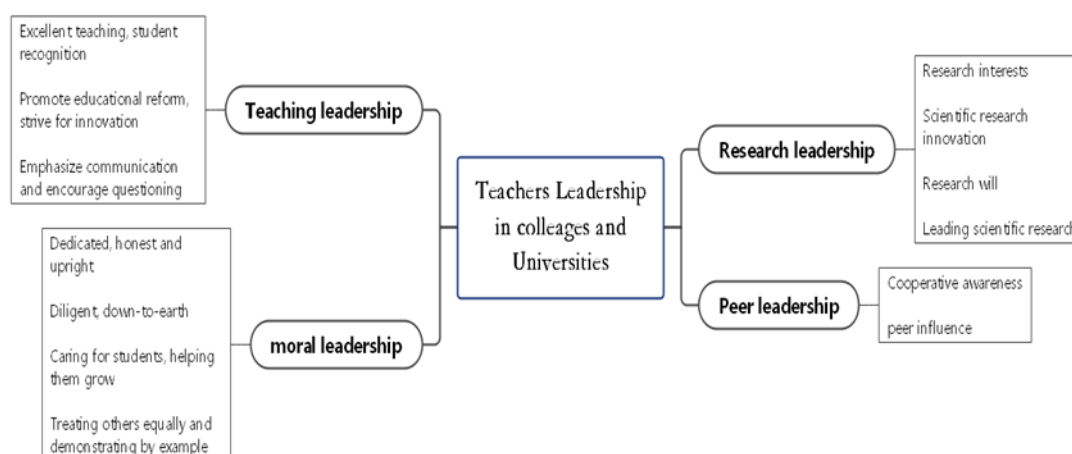 Excellent teaching, student
recognition
Promote educational reform,
strive for innovation
Emphasize communication
and encourage questioning
Teaching leadership
Dedicated, honest and
upright
Diligent, down-to-earth
Caring for students, helping
them grow
Treating others equally and
demonstrating by example
moral leadership
Teachers Leadership
in colleages and
Universities
Research leadership
Research interests
Scientific research
innovation
Research will
Leading scientific research
Peer leadership
Cooperative awareness
peer influence